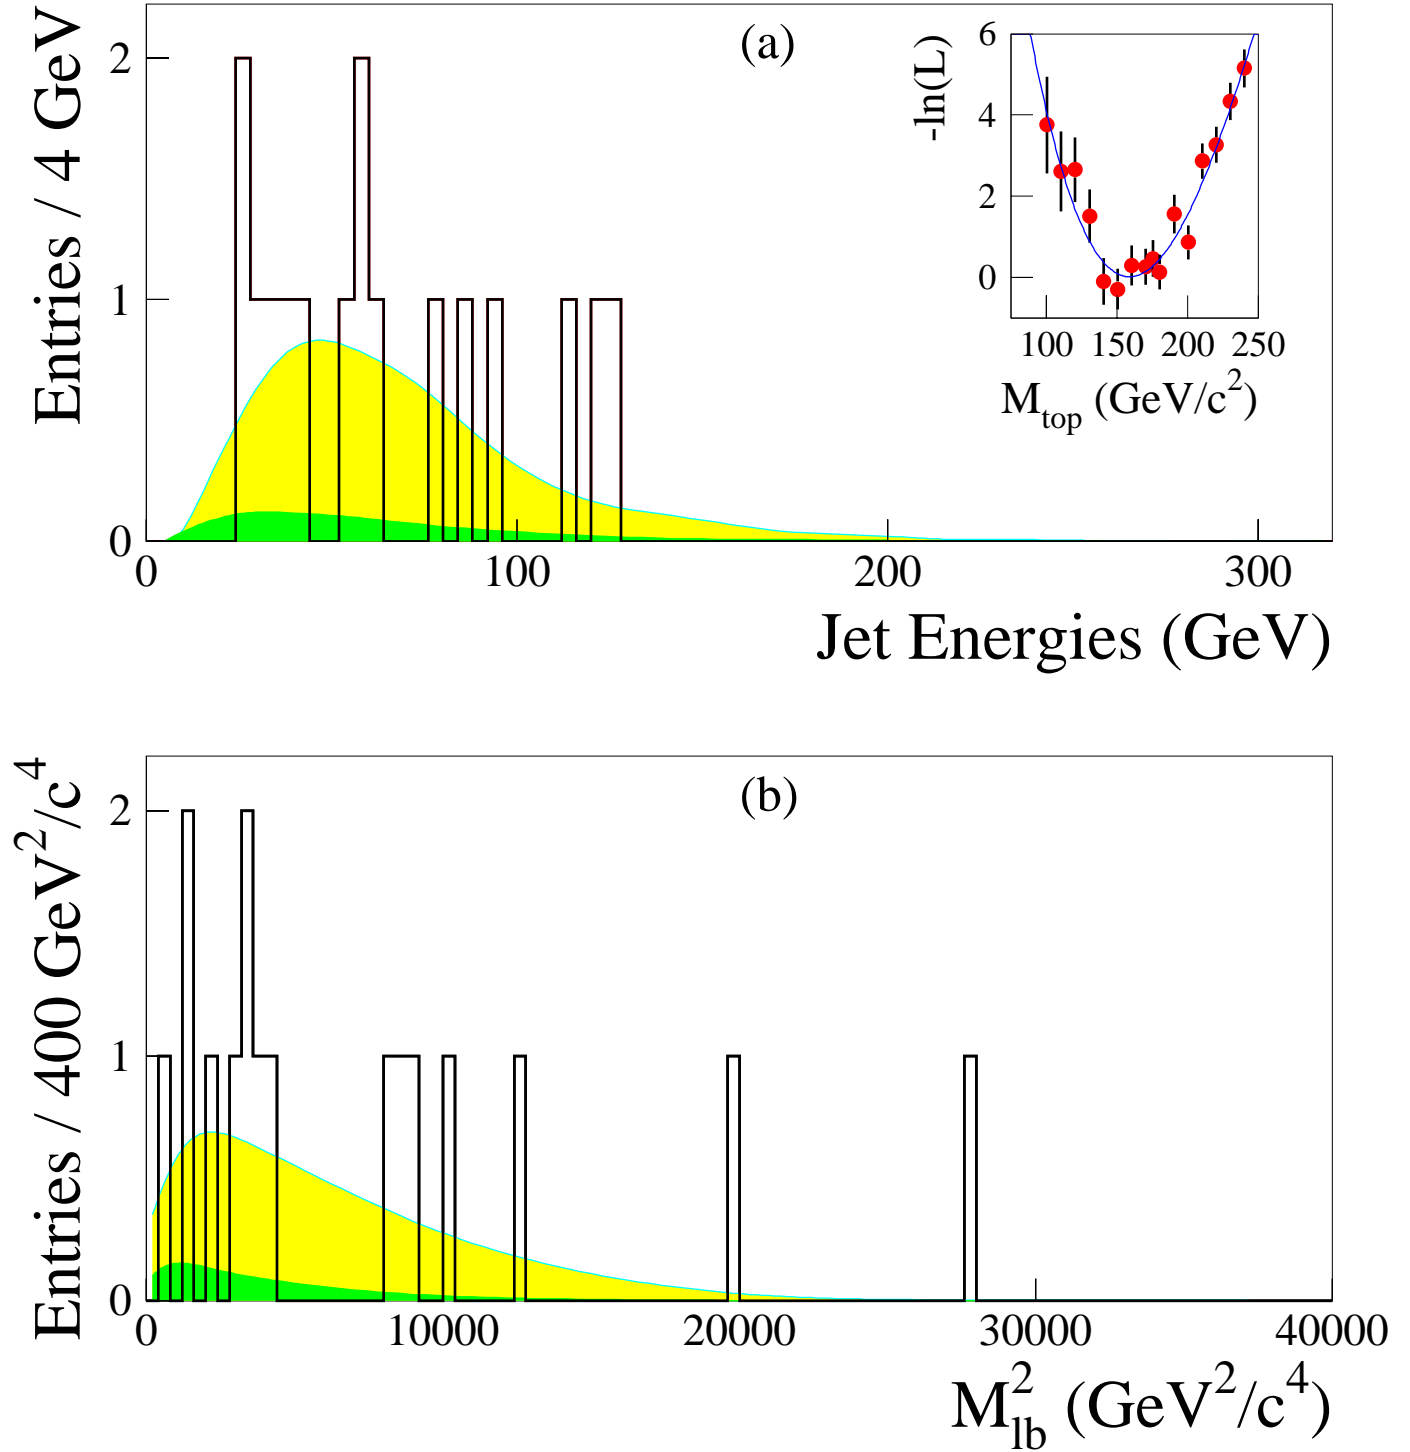 Entries / 4 GeV
(a)
2
1
0
0 100 200 300
Jet Energies (GeV)
-ln(L)
6
4
2
0
100 150 200 250
M_top (GeV/c^2)
Entries / 400 GeV^2/c^4
(b)
2
1
0
0 10000 20000 30000 40000
M^2_lb (GeV^2/c^4)